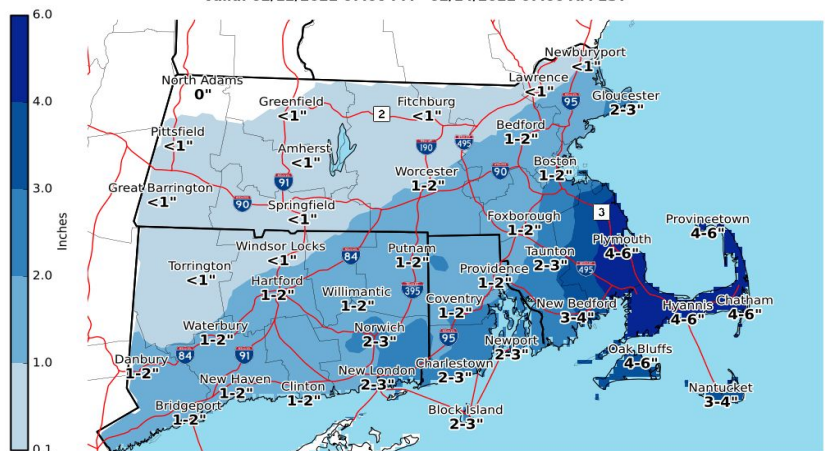 6.0
4.0
3.0
2.0
1.0
0.1
Inches
Newburyport
<1"
North Adams
0"
Lawrence
<1"
Greenfield
<1"
Fitchburg
<1"
95
Gloucester
2-3"
2
Pittsfield
<1"
Bedford
1-2"
Amherst
<1"
190
495
Boston
1-2"
Worcester
1-2"
90
Great Barrington
<1"
91
90
Springfield
<1"
Foxborough
1-2"
3
Provincetown
4-6"
Windsor Locks
<1"
Putnam
1-2"
Taunton
2-3"
Plymouth
4-6"
84
Torrington
<1"
Hartford
1-2"
Providence
1-2"
495
Willimantic
1-2"
395
Coventry
1-2"
New Bedford
3-4"
Hyannis
4-6"
Chatham
4-6"
Waterbury
1-2"
Norwich
2-3"
95
Newport
2-3"
Oak Bluffs
4-6"
Danbury
1-2"
84
91
New Haven
1-2"
Clinton
1-2"
New London
2-3"
Charlestown
2-3"
Nantucket
3-4"
Bridgeport
1-2"
Block Island
2-3"